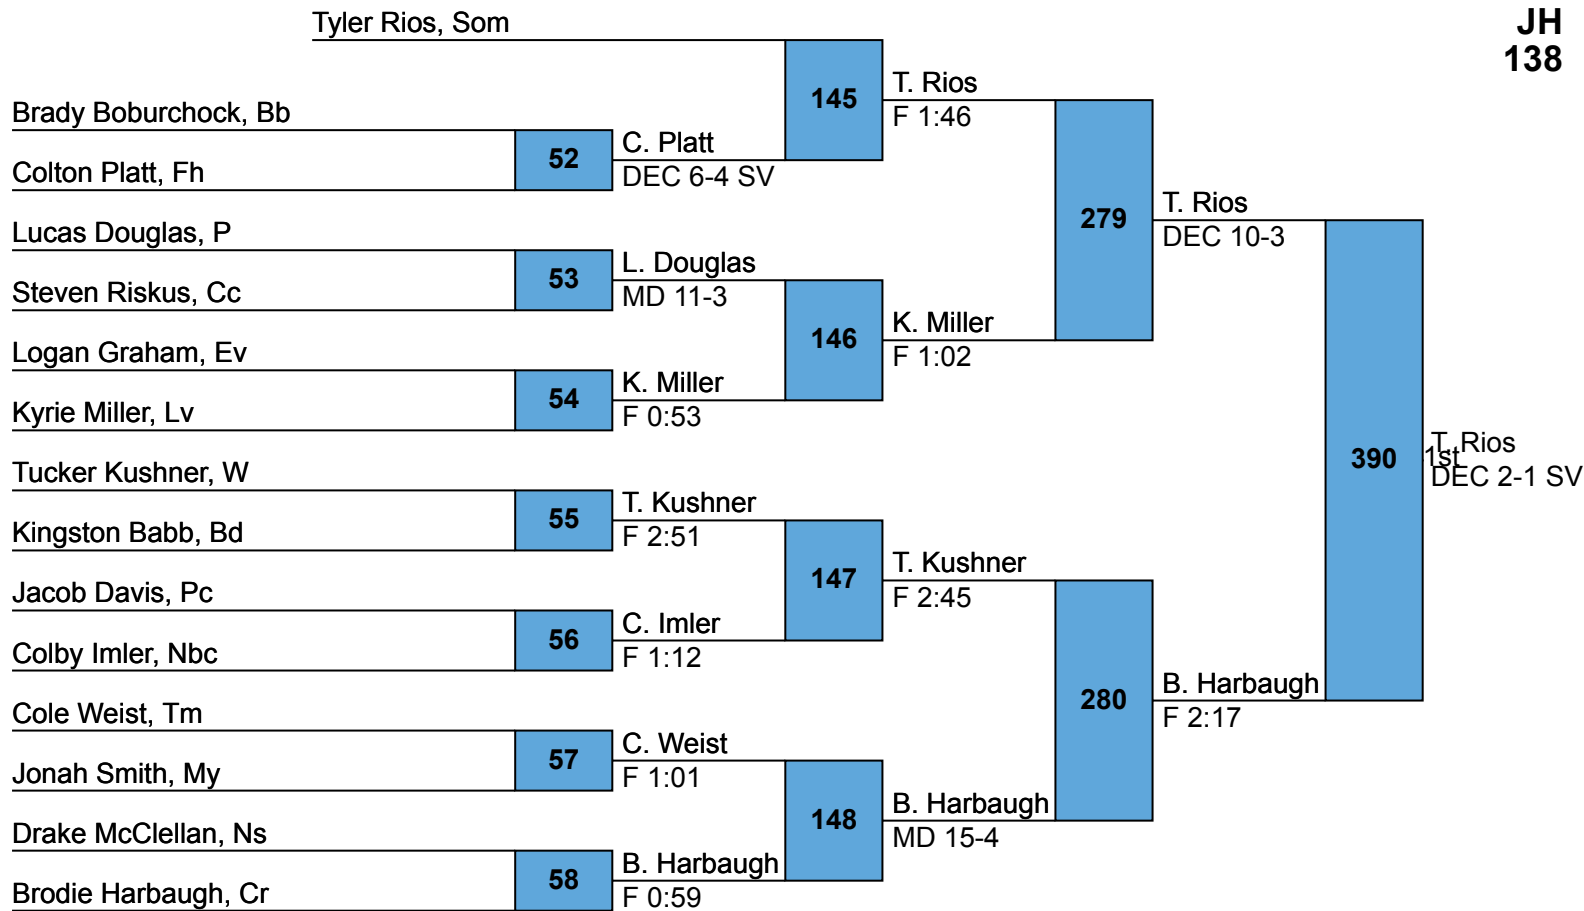 Tyler Rios, Som
JH
138
145
T. Rios
F 1:46
Brady Boburchock, Bb
52
C. Platt
DEC 6-4 SV
Colton Platt, Fh
279
T. Rios
DEC 10-3
Lucas Douglas, P
53
L. Douglas
MD 11-3
Steven Riskus, Cc
146
K. Miller
F 1:02
Logan Graham, Ev
54
K. Miller
F 0:53
Kyrie Miller, Lv
390
1st
T. Rios
DEC 2-1 SV
Tucker Kushner, W
55
T. Kushner
F 2:51
Kingston Babb, Bd
147
T. Kushner
F 2:45
Jacob Davis, Pc
56
C. Imler
F 1:12
Colby Imler, Nbc
280
B. Harbaugh
F 2:17
Cole Weist, Tm
57
C. Weist
F 1:01
Jonah Smith, My
148
B. Harbaugh
MD 15-4
Drake McClellan, Ns
58
B. Harbaugh
F 0:59
Brodie Harbaugh, Cr